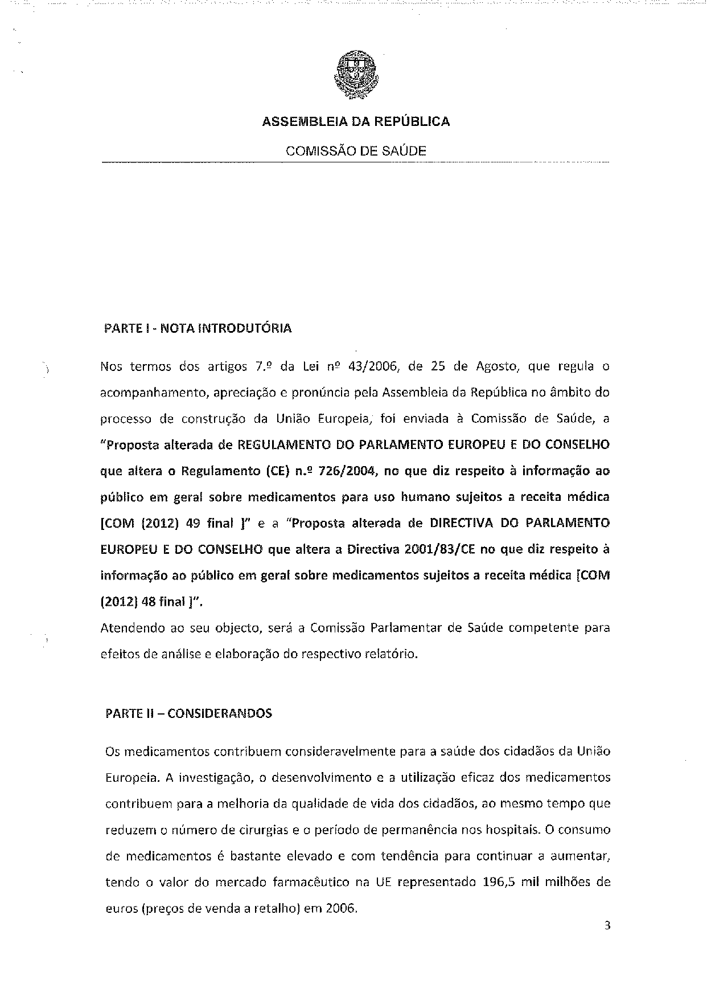 ASSEMBLEIA DA REPÚBLICA
COMISSÃO DE SAÚDE
PARTE I - NOTA INTRODUTÓRIA
Nos termos dos artigos 7.º da Lei nº 43/2006, de 25 de Agosto, que regula o
acompanhamento, apreciação e pronúncia pela Assembleia da República no âmbito do
processo de construção da União Europeia, foi enviada à Comissão de Saúde, a
"Proposta alterada de REGULAMENTO DO PARLAMENTO EUROPEU E DO CONSELHO
que altera o Regulamento (CE) n.º 726/2004, no que diz respeito à informação ao
público em geral sobre medicamentos para uso humano sujeitos a receita médica
[COM (2012) 49 final ]" e a "Proposta alterada de DIRECTIVA DO PARLAMENTO
EUROPEU E DO CONSELHO que altera a Directiva 2001/83/CE no que diz respeito à
informação ao público em geral sobre medicamentos sujeitos a receita médica [COM
(2012) 48 final ]".
Atendendo ao seu objecto, será a Comissão Parlamentar de Saúde competente para
efeitos de análise e elaboração do respectivo relatório.
PARTE II – CONSIDERANDOS
Os medicamentos contribuem consideravelmente para a saúde dos cidadãos da União
Europeia. A investigação, o desenvolvimento e a utilização eficaz dos medicamentos
contribuem para a melhoria da qualidade de vida dos cidadãos, ao mesmo tempo que
reduzem o número de cirurgias e o período de permanência nos hospitais. O consumo
de medicamentos é bastante elevado e com tendência para continuar a aumentar,
tendo o valor do mercado farmacêutico na UE representado 196,5 mil milhões de
euros (preços de venda a retalho) em 2006.
3